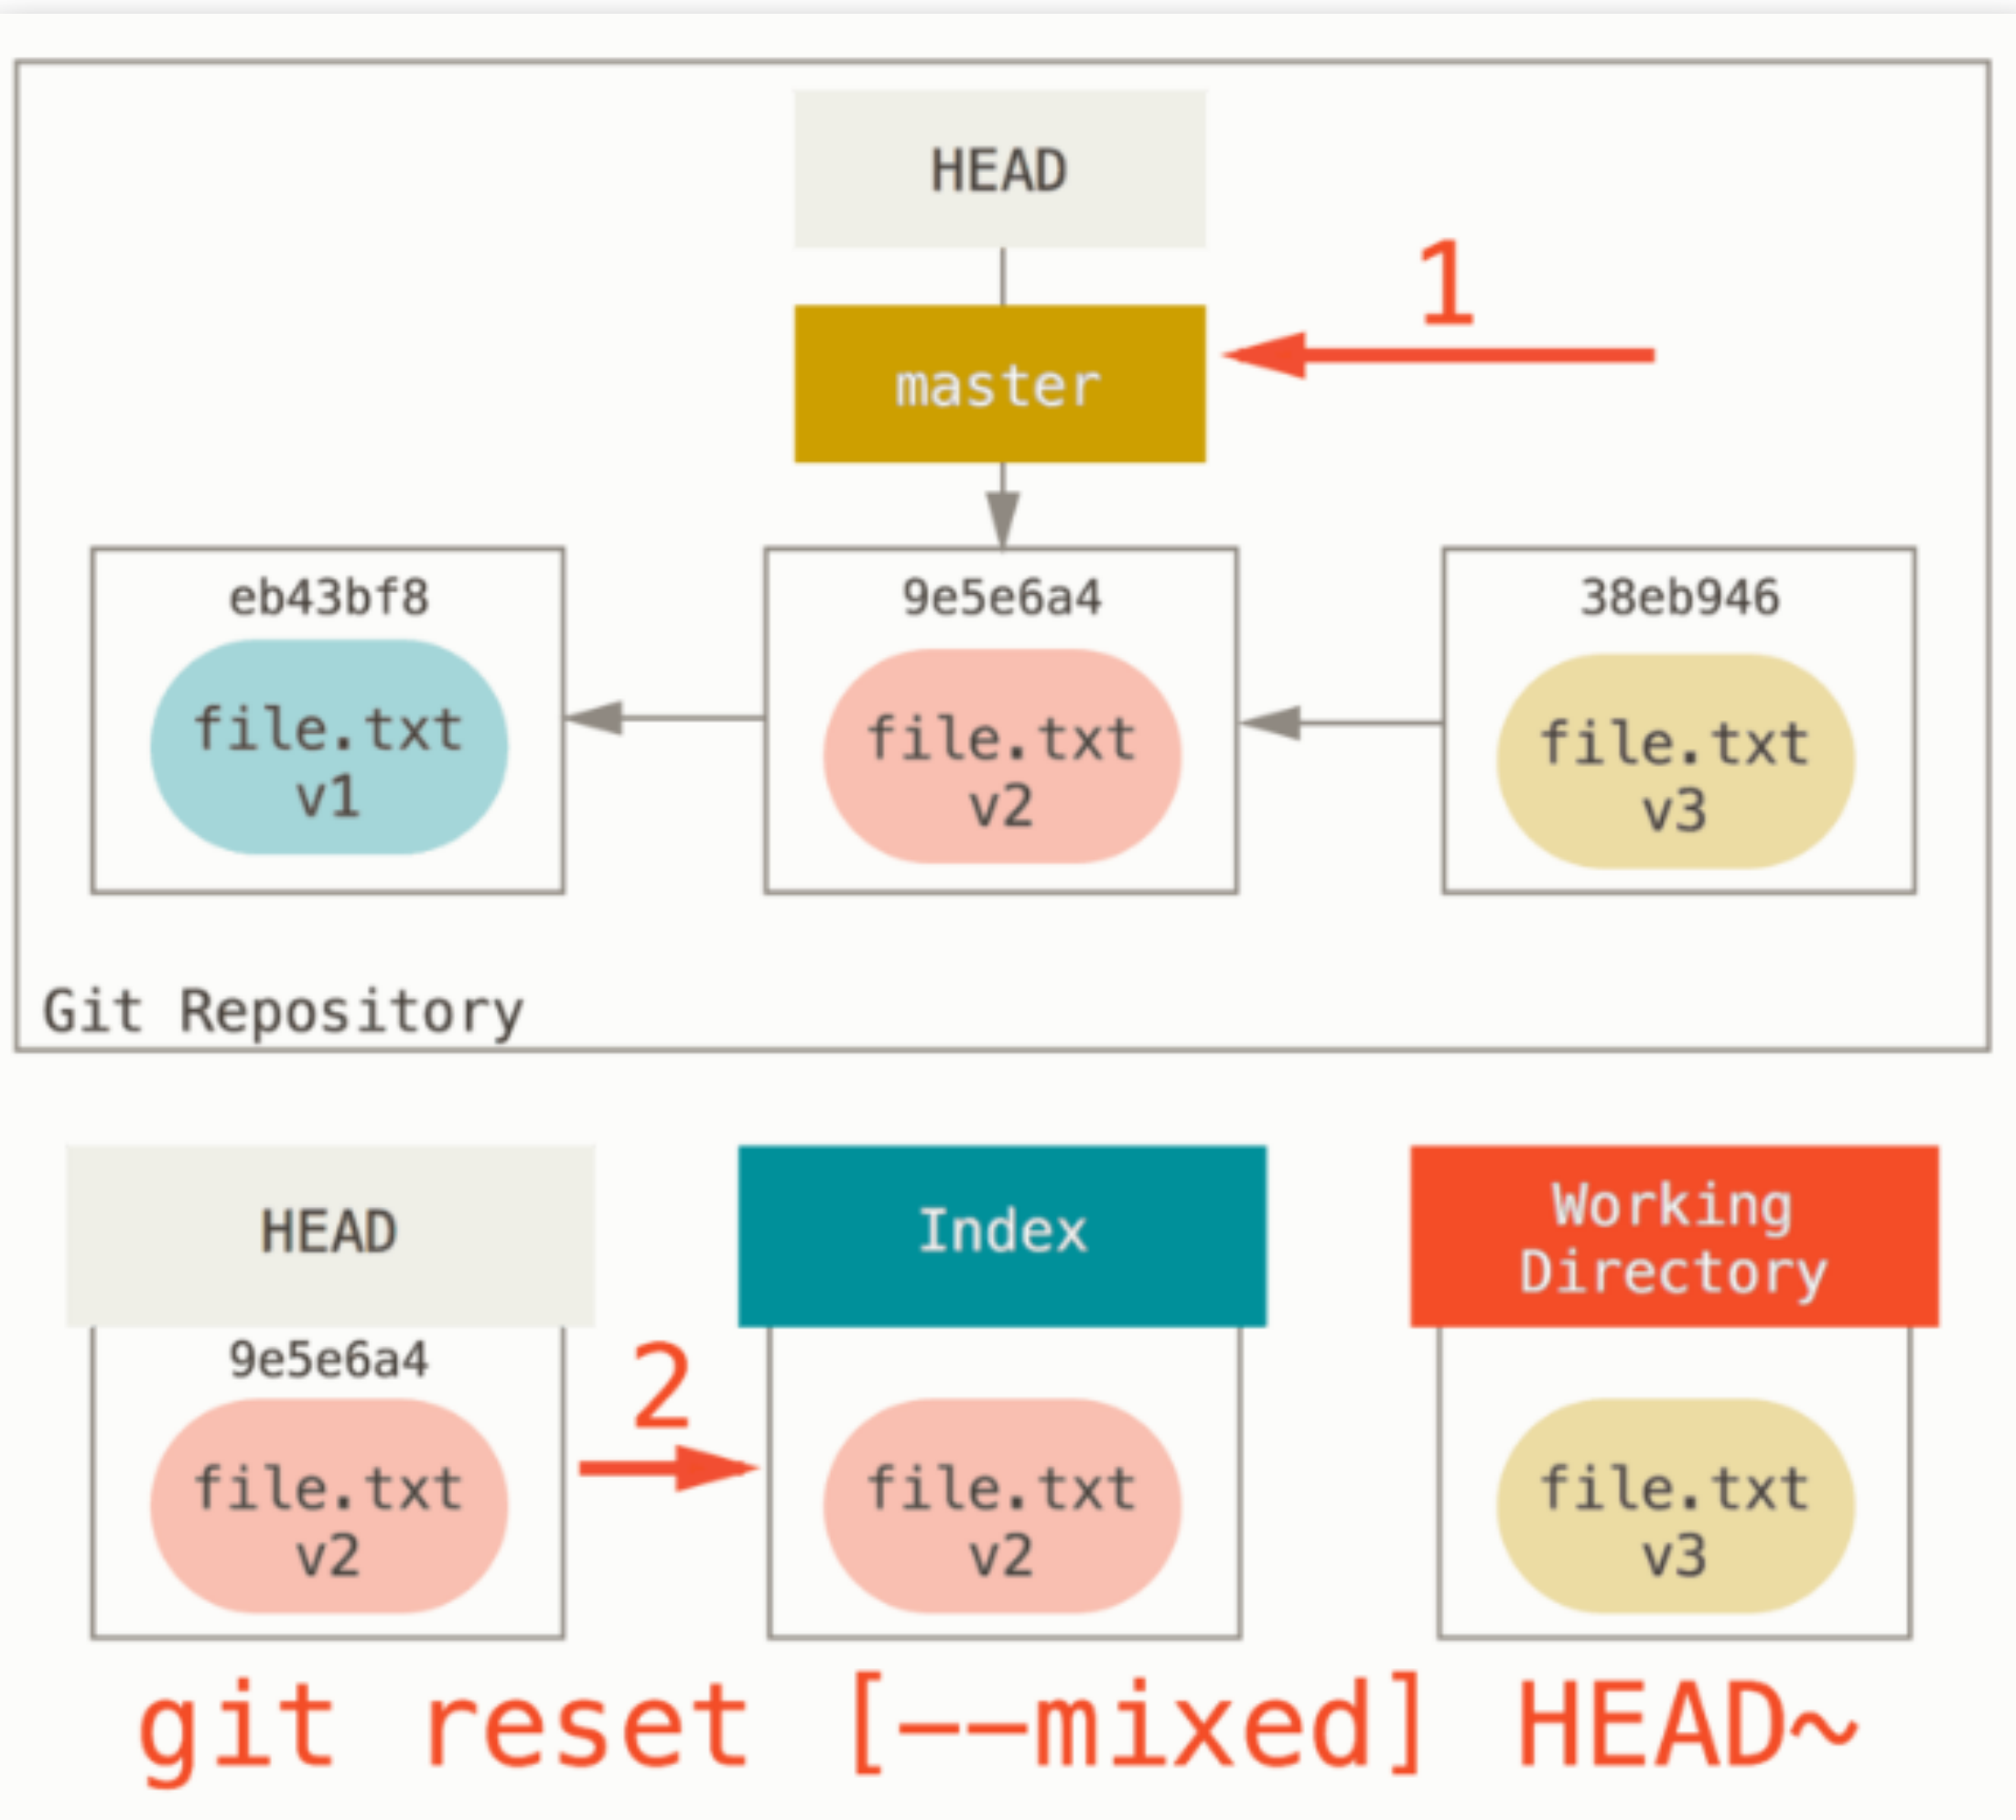 HEAD
1
master
eb43bf8
file.txt
v1
9e5e6a4
file.txt
v2
38eb946
file.txt
v3
Git Repository
HEAD
9e5e6a4
file.txt
v2
2
Index
file.txt
v2
Working
Directory
file.txt
v3
git reset [--mixed] HEAD~